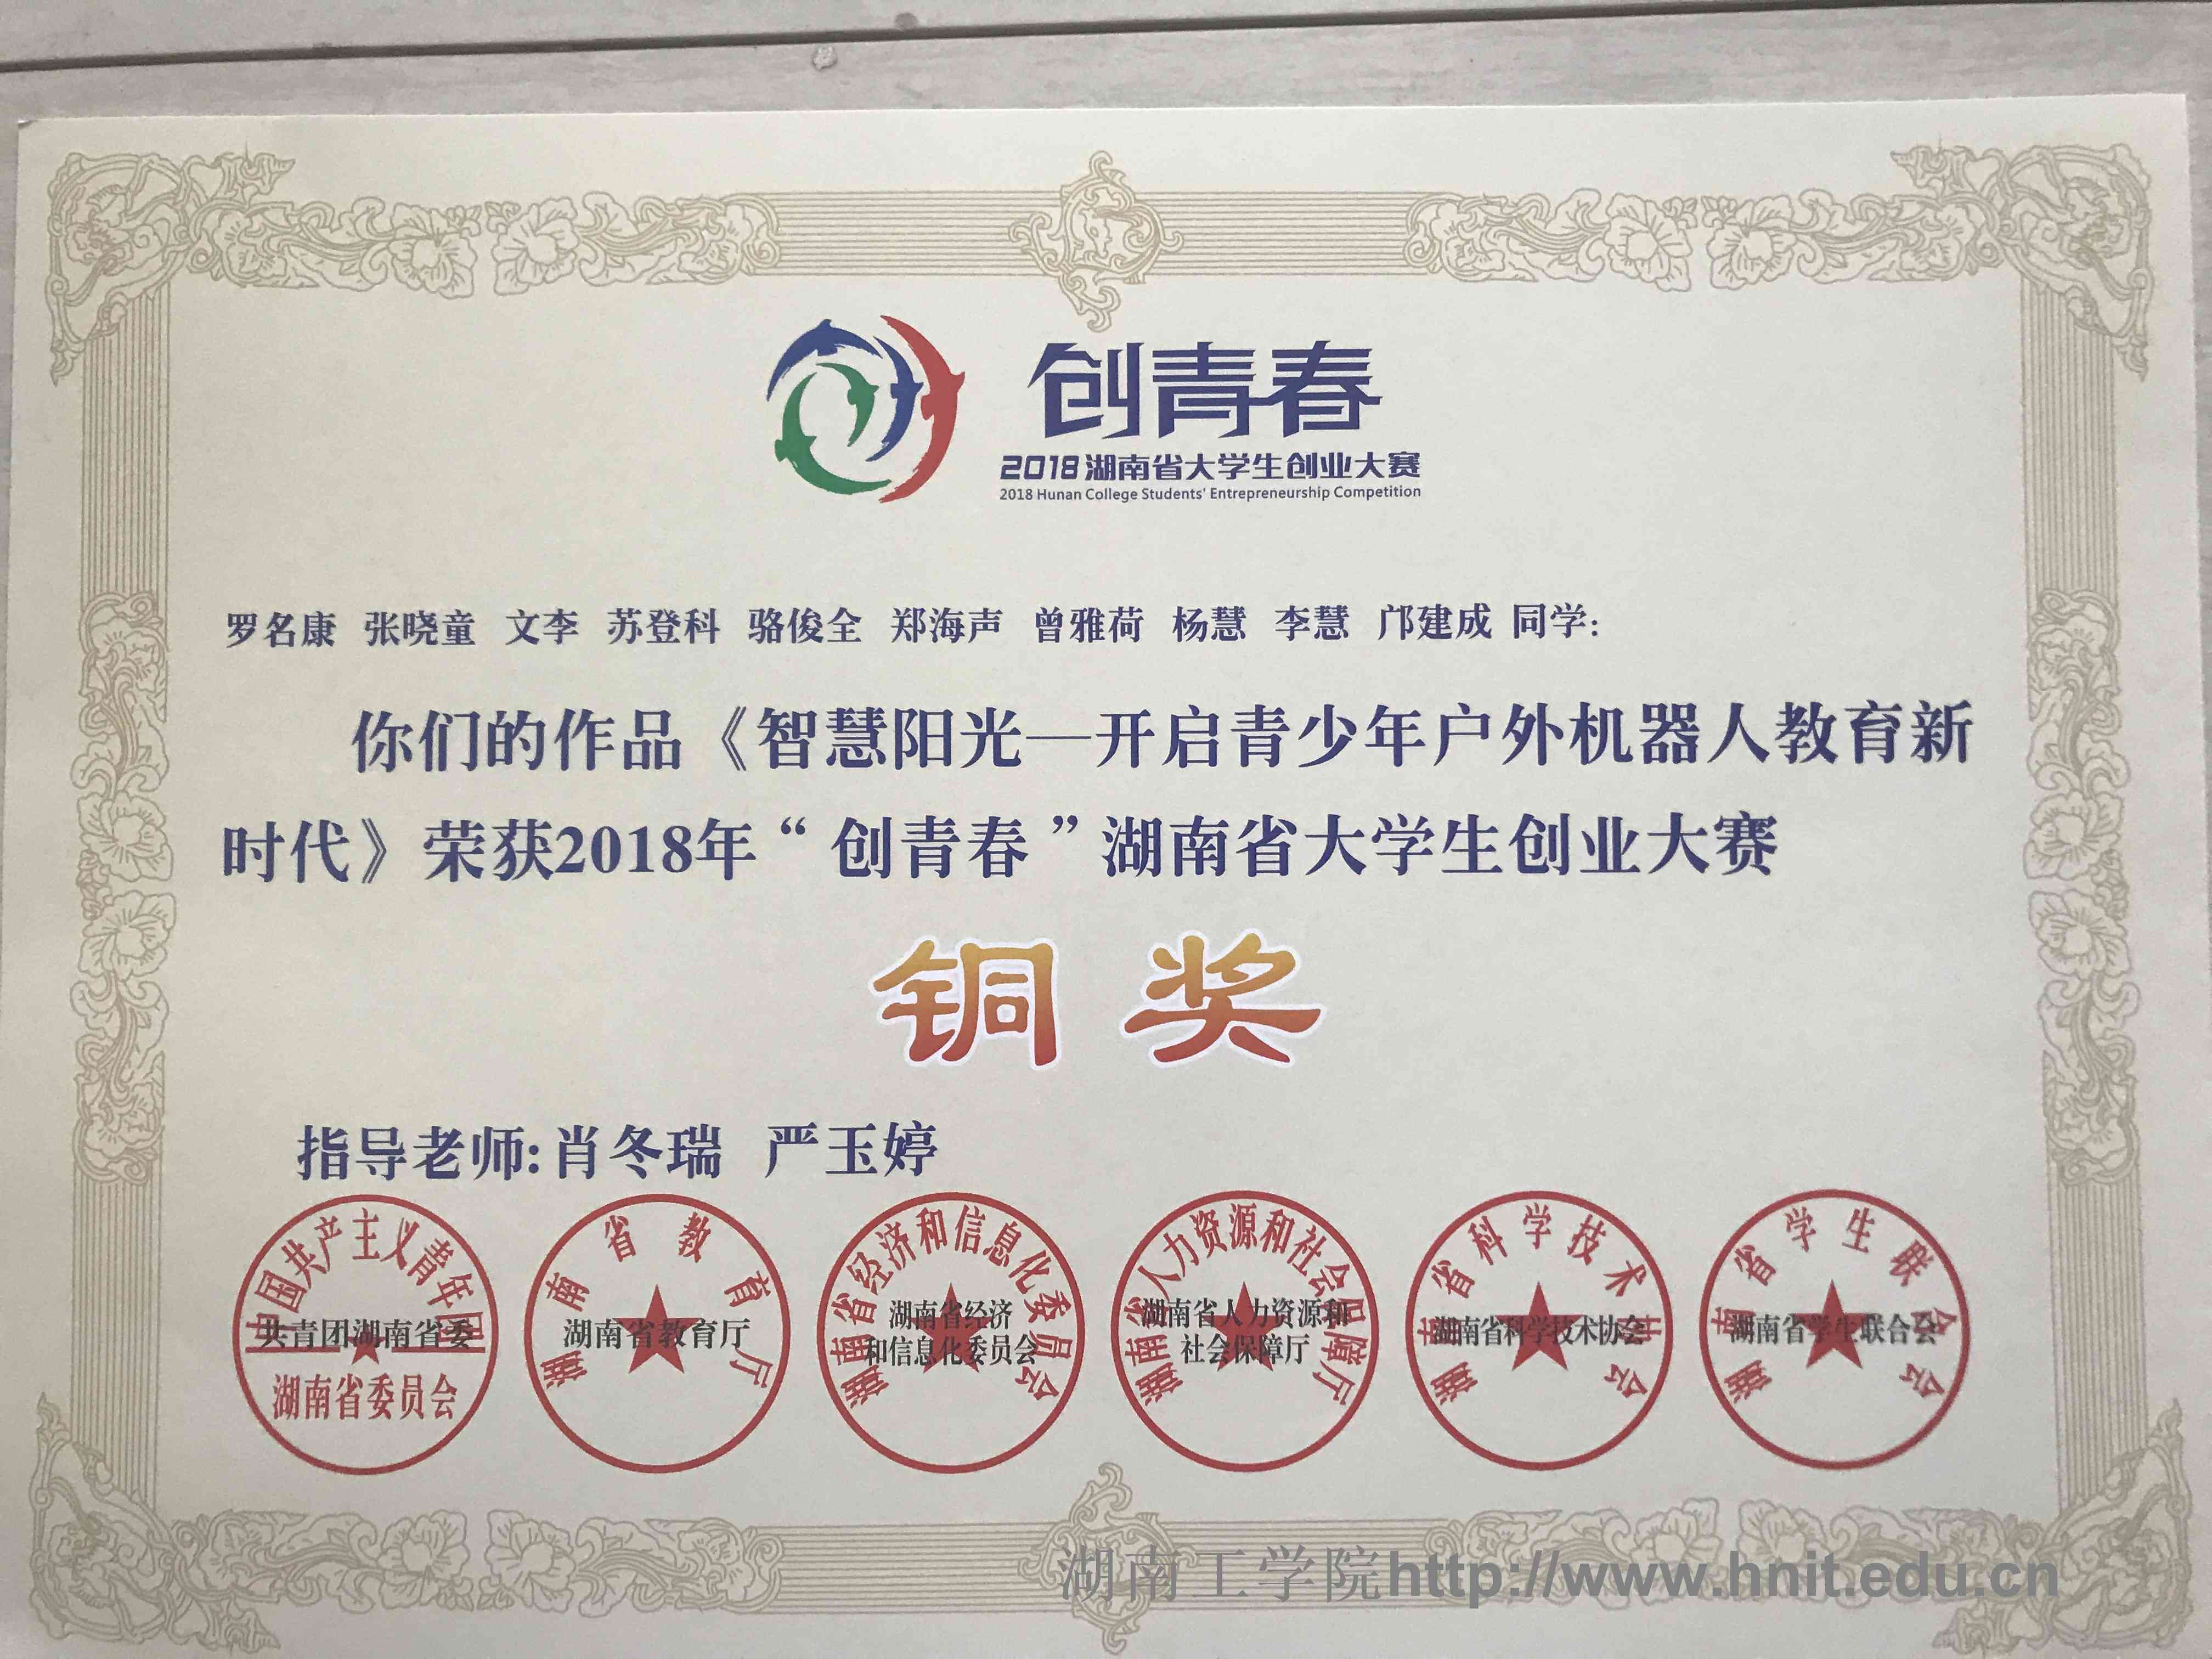 创青春
2018湖南省大学生创业大赛
2018 Hunan College Students' Entrepreneurship Competition
罗名康 张晓童 文李 苏登科 骆俊全 郑海声 曾雅荷 杨慧 李慧 邝建成 同学：
你们的作品《智慧阳光—开启青少年户外机器人教育新
时代》荣获2018年“创青春”湖南省大学生创业大赛
铜奖
指导老师：肖冬瑞 严玉婷
中国共产主义青年团
共青团湖南省委
湖南省委员会
湖南省教育厅
湖南省教育厅
湖南省经济和信息化委员会
湖南省经济
和信息化委员会
湖南省人力资源和社会保障厅
湖南省人力资源和
社会保障厅
湖南省科学技术协会
湖南省科学技术协会
湖南省学生联合会
湖南省学生联合会
湖南工学院http://www.hnit.edu.cn